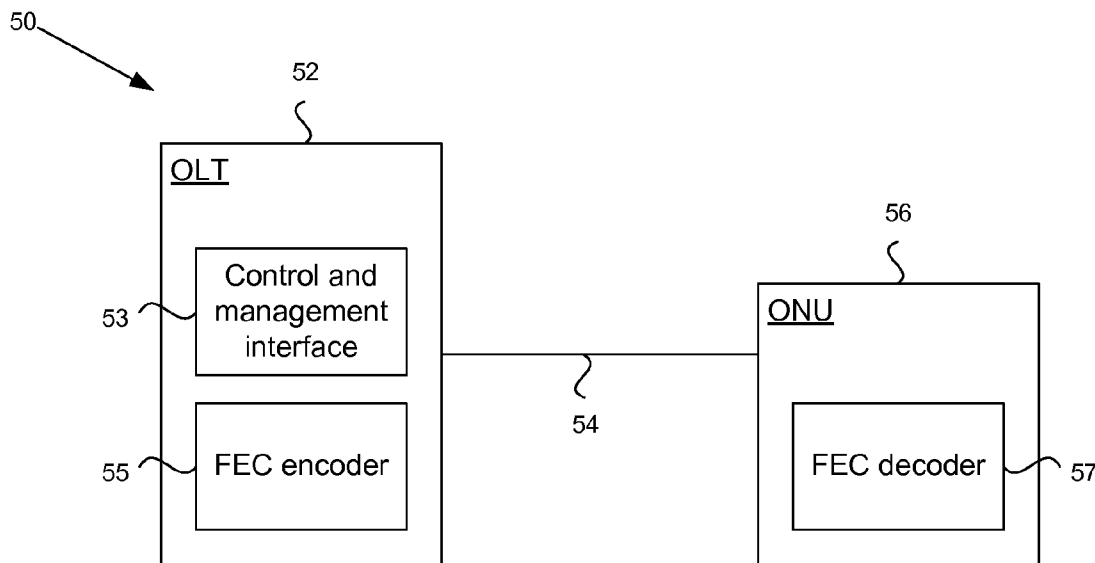 50
52
OLT
56
Control and
management
interface
53
ONU
54
FEC encoder
55
FEC decoder
57